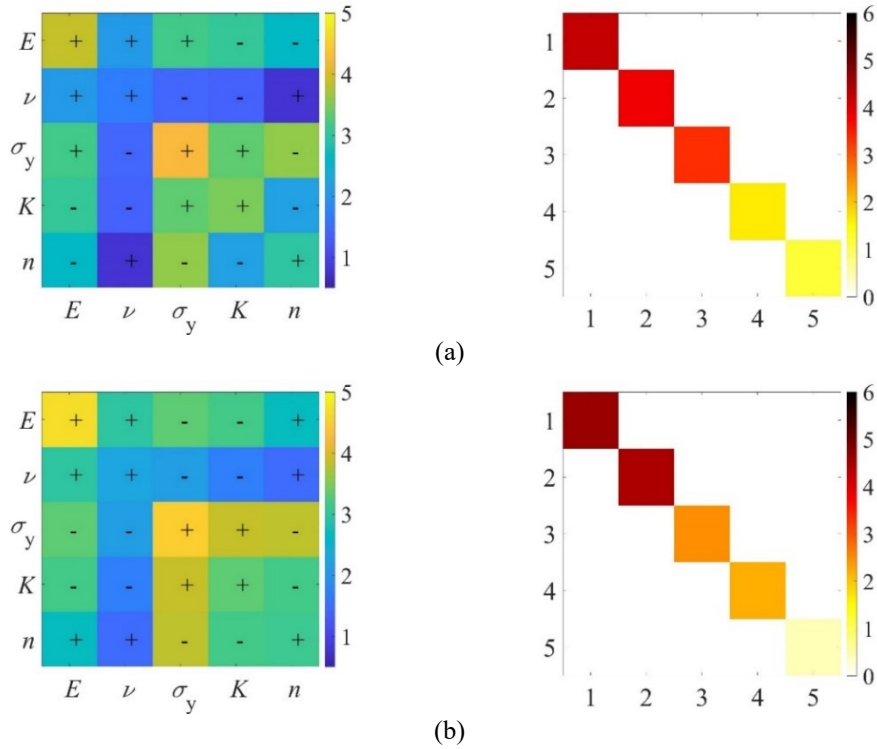 E + + + - - 5
ν + + - - + 4
σy + - + + - 3
K - - + + - 2
n - + - - + 1
E ν σy K n
1 2 3 4 5
6 5 4 3 2 1 0
1 2 3 4 5
(a)
E + + - - + 5
ν + + - - + 4
σy - - + + - 3
K - - + + - 2
n + + - - + 1
E ν σy K n
1 2 3 4 5
6 5 4 3 2 1 0
1 2 3 4 5
(b)